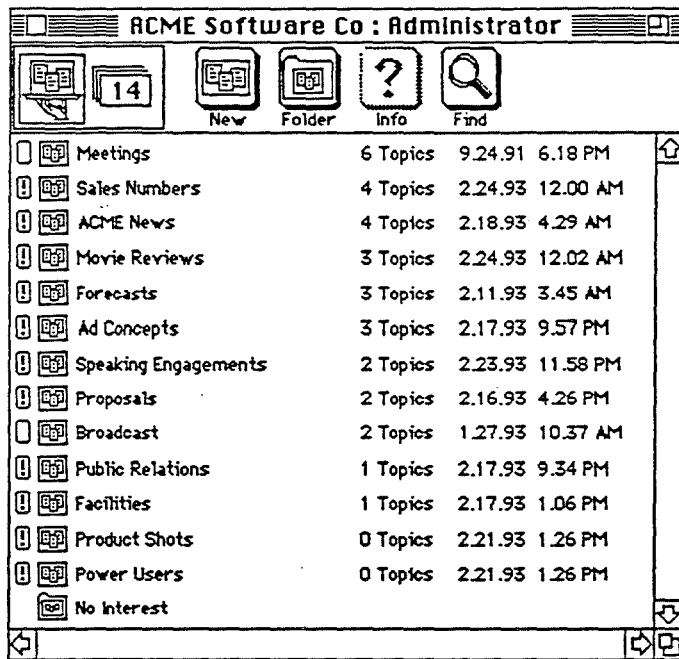 ACME Software Co : Administrator
14
New Folder Info Find
Meetings 6 Topics 9.24.91 6.18 PM
Sales Numbers 4 Topics 2.24.93 12.00 AM
ACME News 4 Topics 2.18.93 4.29 AM
Movie Reviews 3 Topics 2.24.93 12.02 AM
Forecasts 3 Topics 2.11.93 3.45 AM
Ad Concepts 3 Topics 2.17.93 9.57 PM
Speaking Engagements 2 Topics 2.23.93 11.58 PM
Proposals 2 Topics 2.16.93 4.26 PM
Broadcast 2 Topics 1.27.93 10.37 AM
Public Relations 1 Topics 2.17.93 9.34 PM
Facilities 1 Topics 2.17.93 1.06 PM
Product Shots 0 Topics 2.21.93 1.26 PM
Power Users 0 Topics 2.21.93 1.26 PM
No Interest